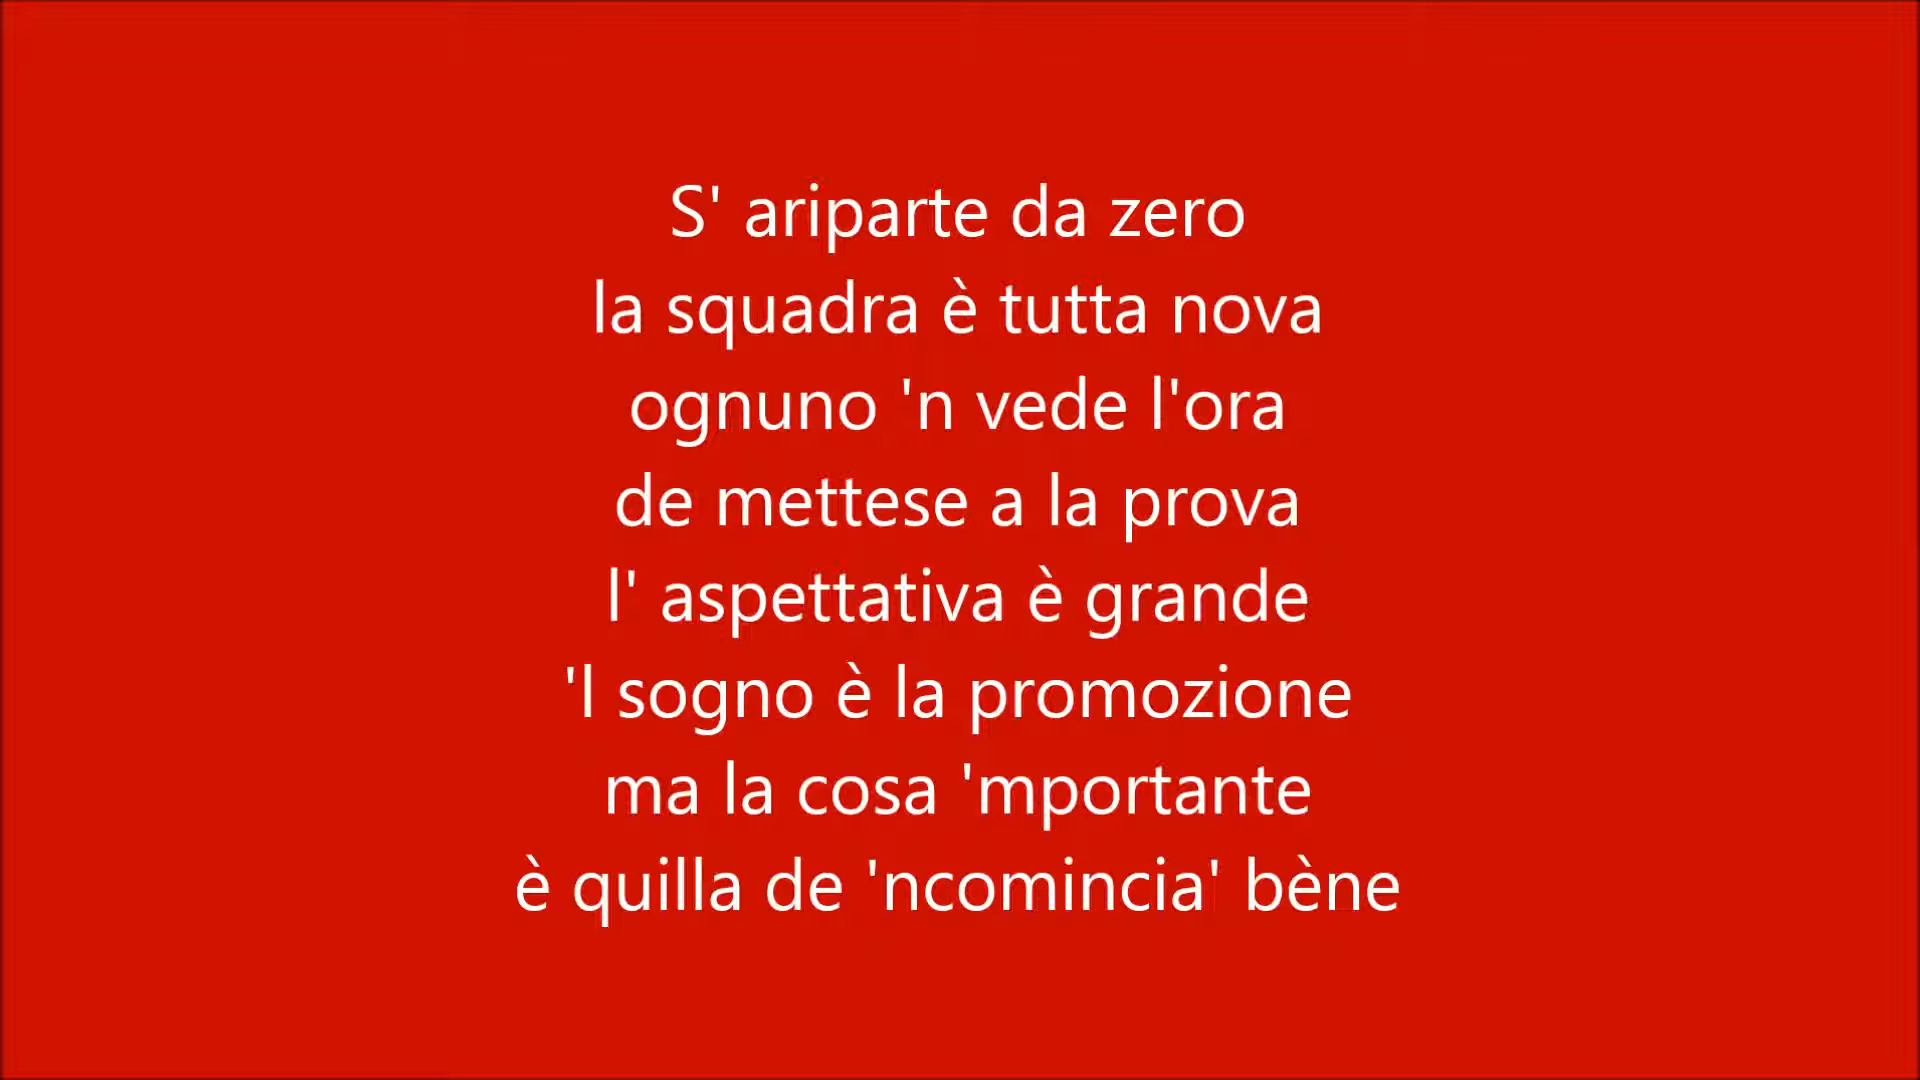 S' ariparte da zero
la squadra è tutta nova
ognuno 'n vede l'ora
de mettese a la prova
l' aspettativa è grande
'l sogno è la promozione
ma la cosa 'mportante
è quilla de 'ncomincia' bène